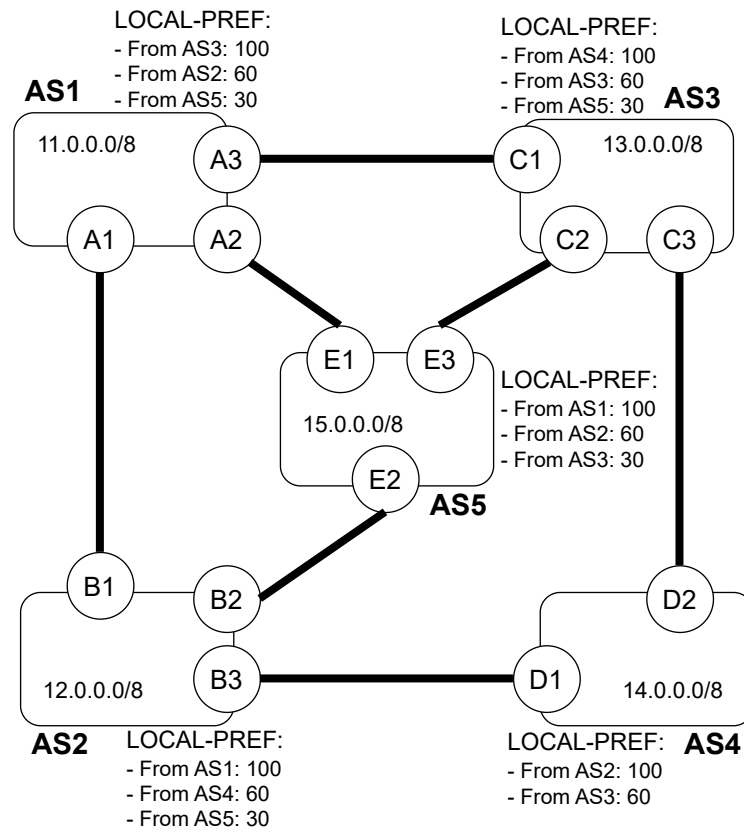 LOCAL-PREF:
- From AS3: 100
- From AS2: 60
- From AS5: 30
LOCAL-PREF:
- From AS4: 100
- From AS3: 60
- From AS5: 30
AS1
AS3
11.0.0.0/8
13.0.0.0/8
A3
C1
A1
A2
C2
C3
E1
E3
LOCAL-PREF:
- From AS1: 100
- From AS2: 60
- From AS3: 30
15.0.0.0/8
E2
AS5
B1
B2
D2
B3
D1
12.0.0.0/8
14.0.0.0/8
AS2
LOCAL-PREF:
- From AS1: 100
- From AS4: 60
- From AS5: 30
LOCAL-PREF:
- From AS2: 100
- From AS3: 60
AS4